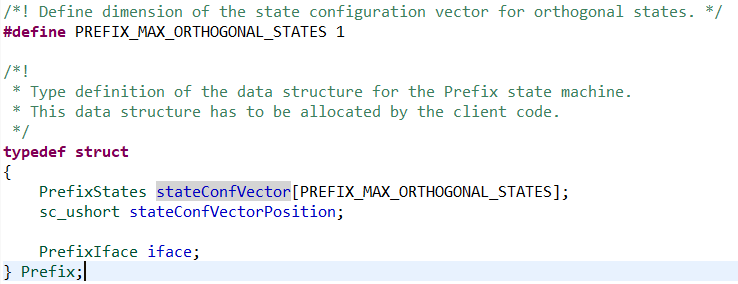 /*! Define dimension of the state configuration vector for orthogonal states. */
#define PREFIX_MAX_ORTHOGONAL_STATES 1
/*!
* Type definition of the data structure for the Prefix state machine.
* This data structure has to be allocated by the client code.
*/
typedef struct
{
PrefixStates stateConfVector[PREFIX_MAX_ORTHOGONAL_STATES];
sc_ushort stateConfVectorPosition;
PrefixIface iface;
} Prefix;